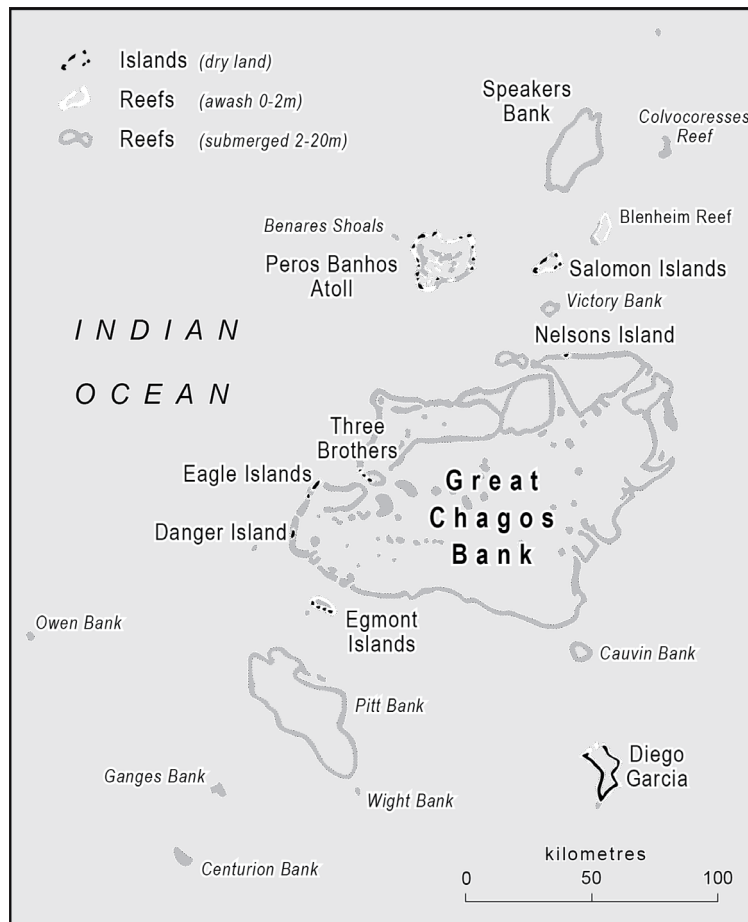 Islands (dry land)
Reefs (awash 0-2m)
Reefs (submerged 2-20m)
Speakers
Bank
Colvocoresses
Reef
Blenheim Reef
Benares Shoals
Peros Banhos
Atoll
Salomon Islands
Victory Bank
INDIAN
OCEAN
Nelsons Island
Three
Brothers
Eagle Islands
Great
Chagos
Bank
Danger Island
Egmont
Islands
Owen Bank
Cauvin Bank
Pitt Bank
Diego
Garcia
Ganges Bank
Wight Bank
Centurion Bank
kilometres
0 50 100